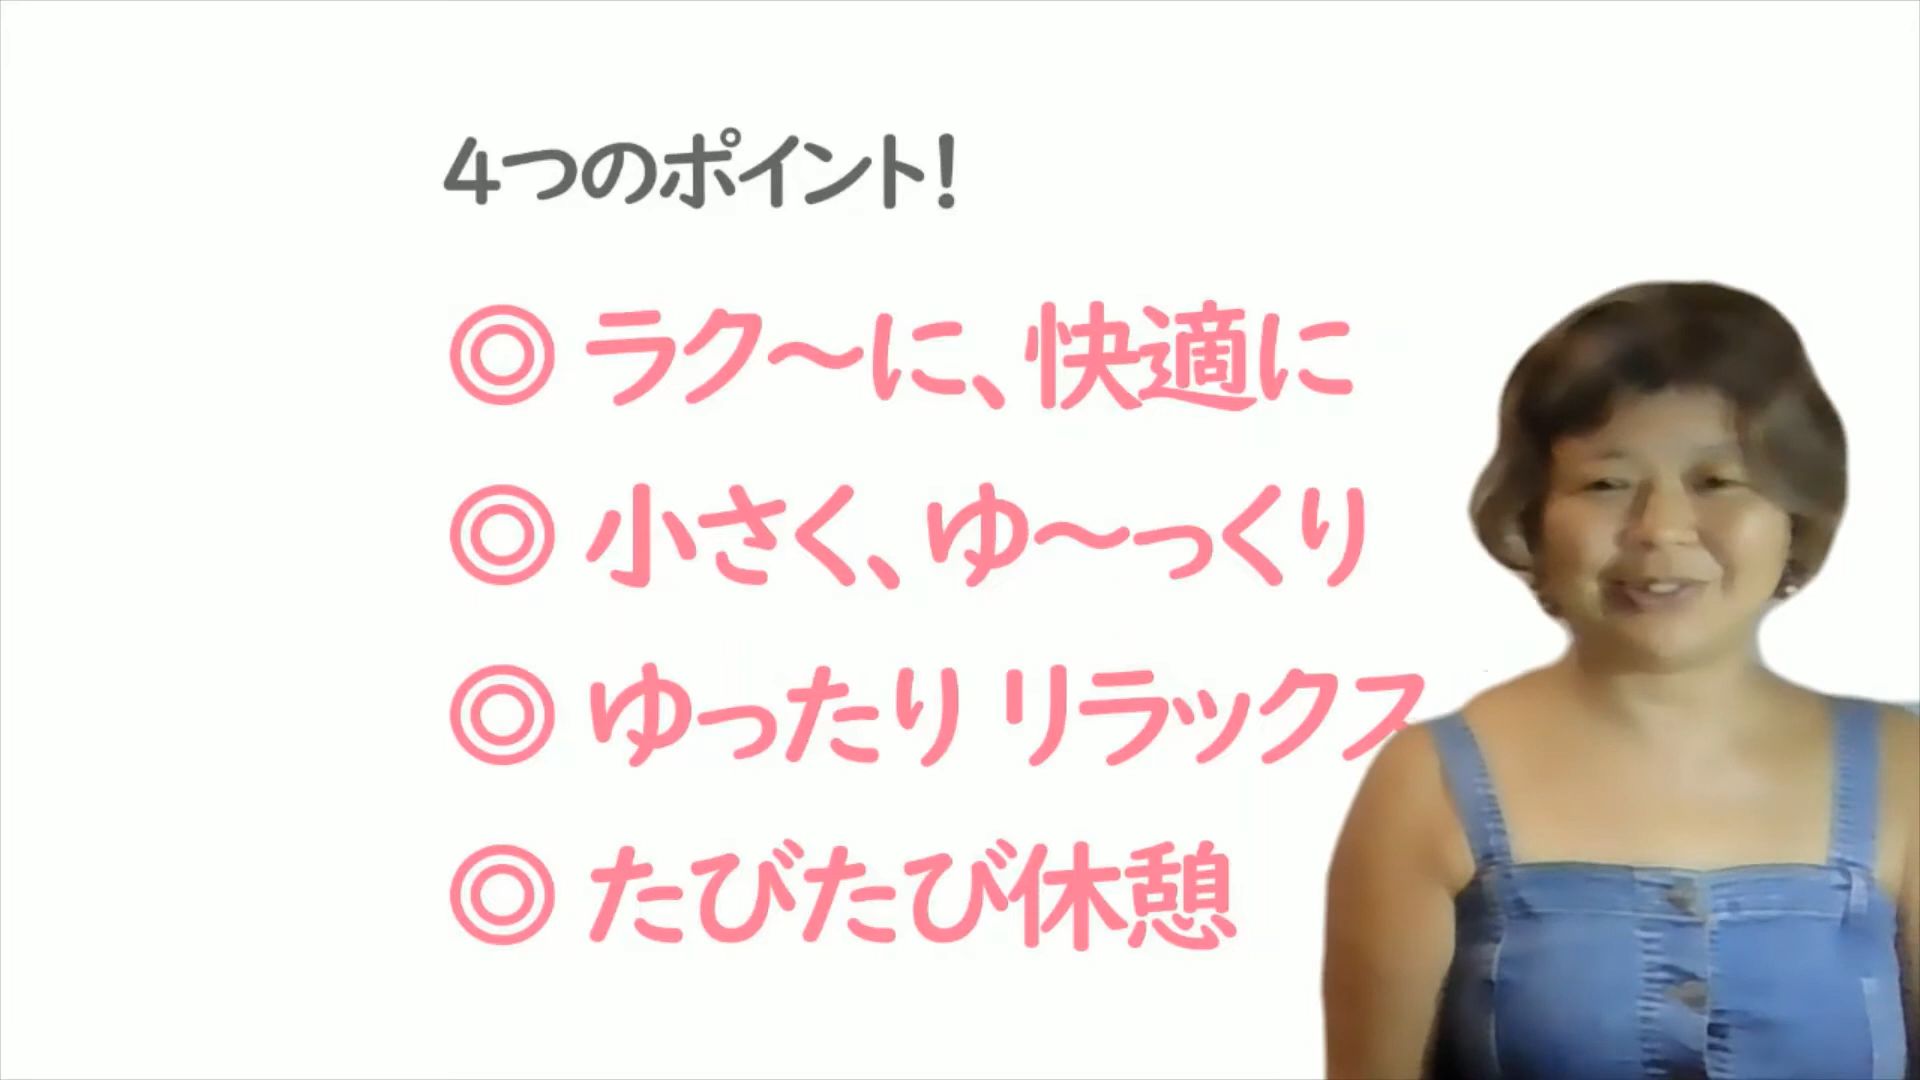 4つのポイント!
◎ ラク〜に、快適に
◎ 小さく、ゆ〜っくり
◎ ゆったり リラックス
◎ たびたび休憩